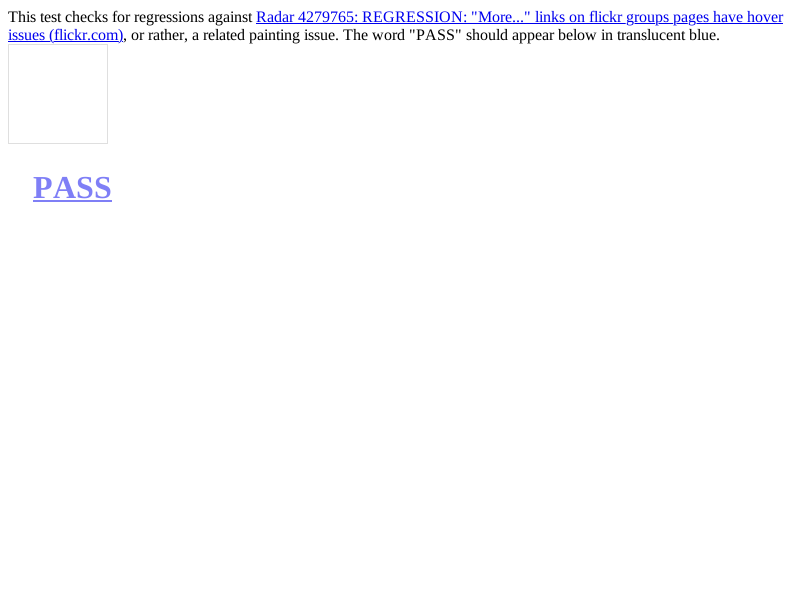 This test checks for regressions against Radar 4279765: REGRESSION: "More..." links on flickr groups pages have hover
issues (flickr.com), or rather, a related painting issue. The word "PASS" should appear below in translucent blue.
PASS